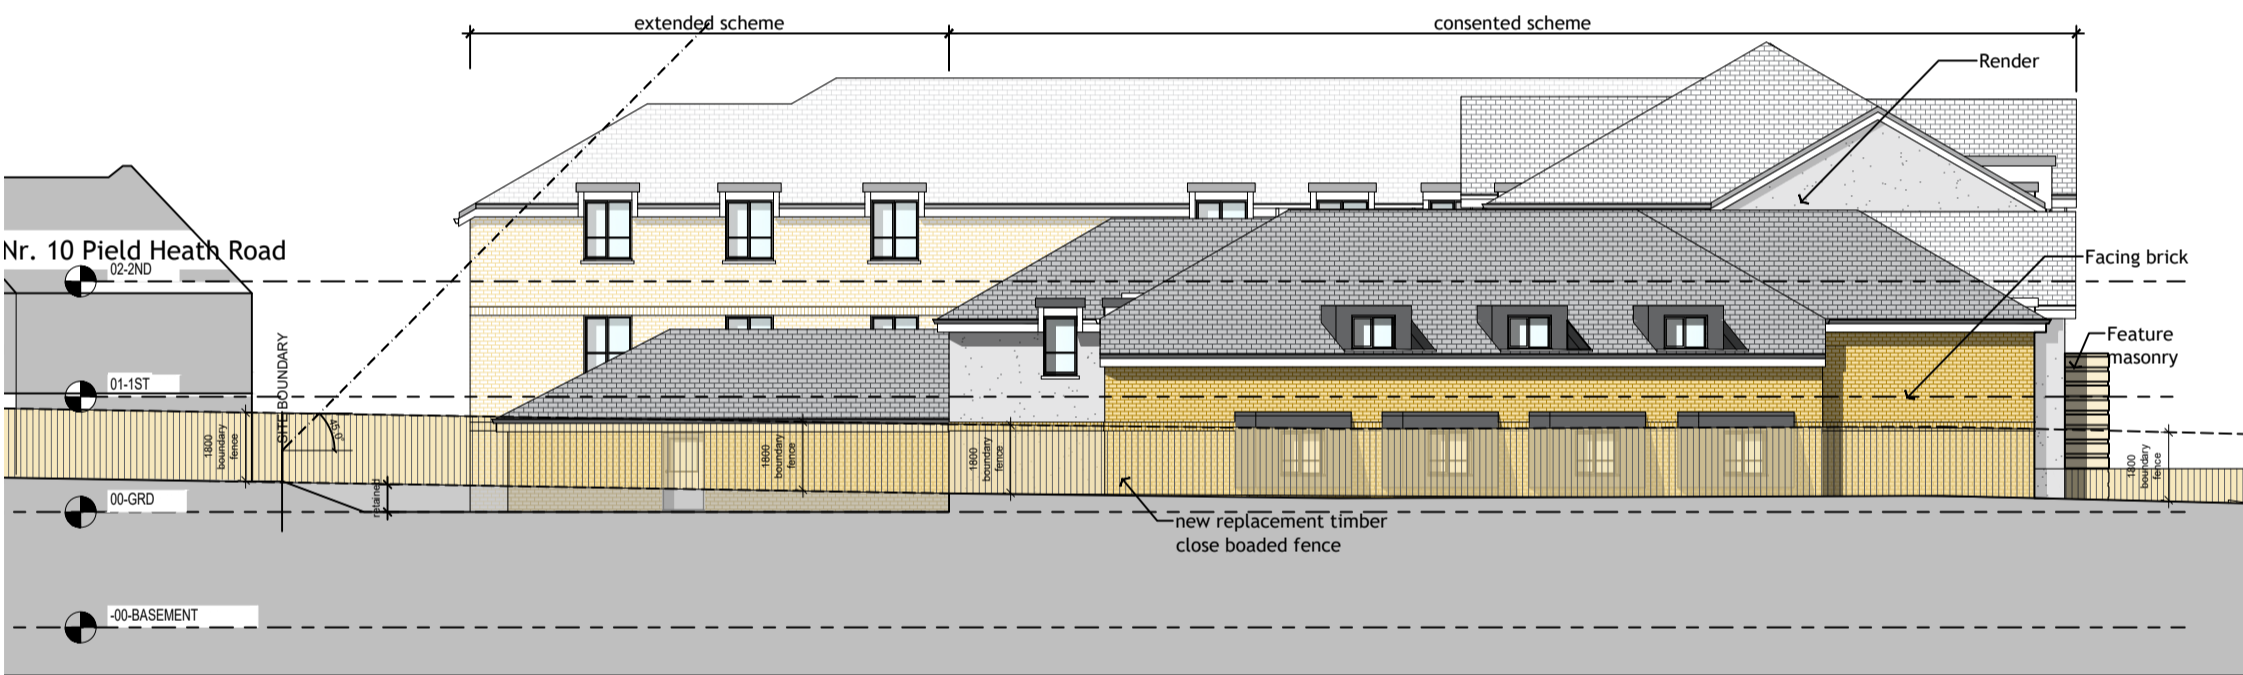 extended scheme
consented scheme
Render
Nr. 10 Pield Heath Road
02-2ND
Facing brick
SITE BOUNDARY
Feature
masonry
01-1ST
45.0°
1800
boundary
fence
1800
boundary
fence
1800
boundary
fence
1800
boundary
fence
retained
00-GRD
new replacement timber
close boaded fence
-00-BASEMENT